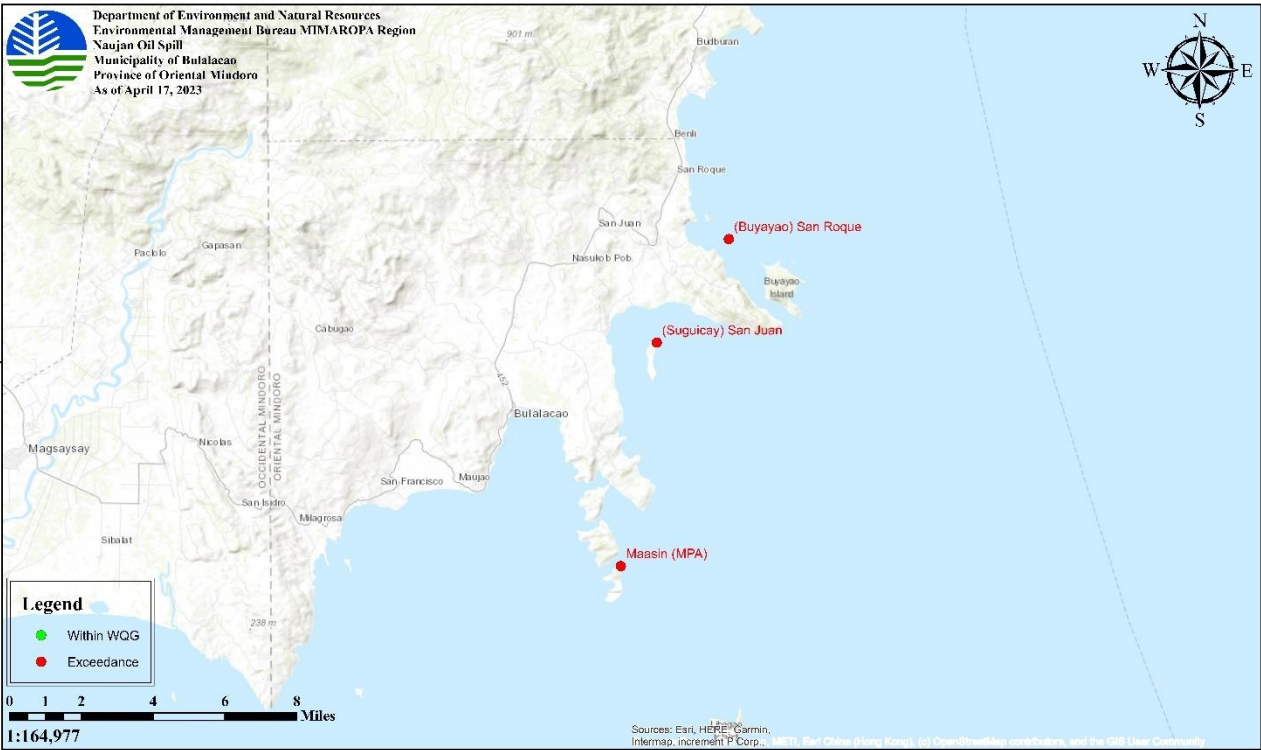 Department of Environment and Natural Resources
Environmental Management Bureau MIMAROPA Region
Naujan Oil Spill
Municipality of Bulalacao
Province of Oriental Mindoro
As of April 17, 2023
N
W
E
S
901 m
Budburan
Benli
San Roque
San Juan
(Buyayao) San Roque
Gapasan
Paclolo
Nasukob Pob.
Buyayao
Island
Cabugao
(Suguicay) San Juan
OCCIDENTAL MINDORO
ORIENTAL MINDORO
452
Bulalacao
Magsaysay
Nicolas
San Francisco
Maujao
San Isidro
Milagrosa
Sibalat
Maasin (MPA)
Legend
Within WQG
Exceedance
238 m
0 1 2 4 6 8
Miles
1:164,977
Sources: Esri, HERE, Garmin,
Intermap, increment P Corp., METI, Esri China (Hong Kong), (c) OpenStreetMap contributors, and the GIS User Community